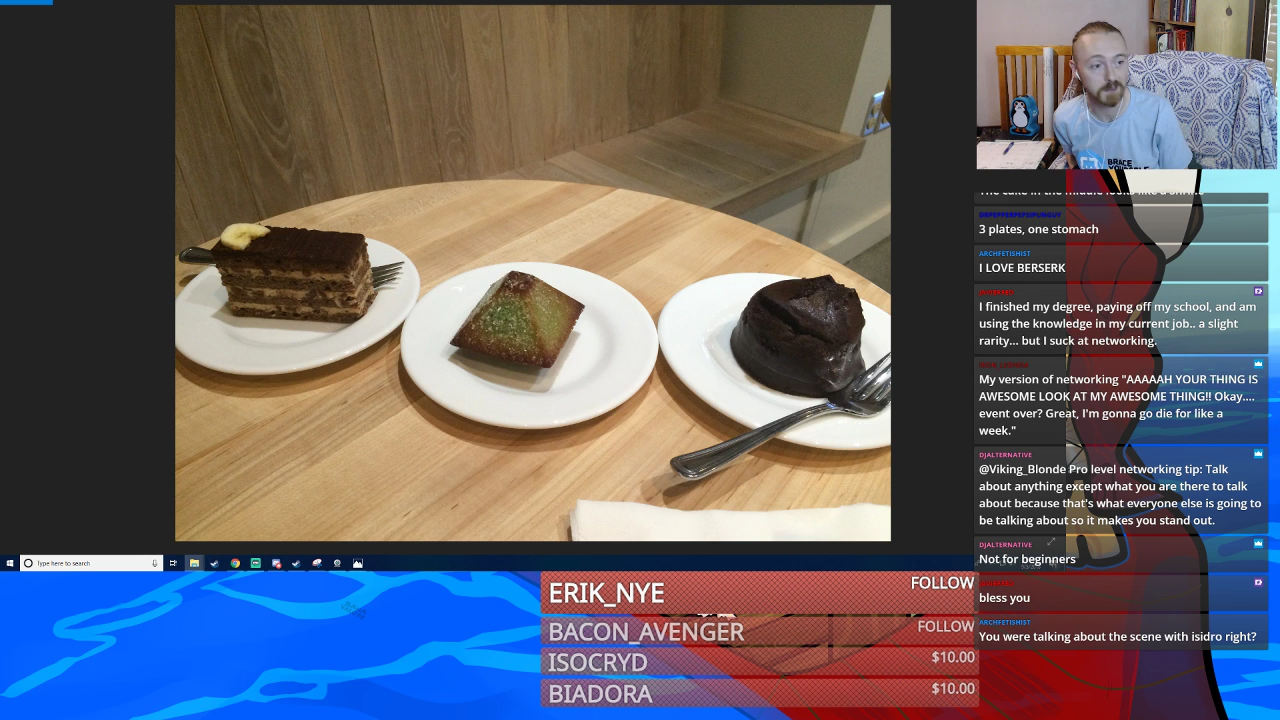 BRACE
DRPEPPERPEPSIPUNGUY
3 plates, one stomach
ARCHFETISHIST
I LOVE BERSERK
I finished my degree, paying off my school, and am
using the knowledge in my current job.. a slight
rarity... but I suck at networking.
My version of networking "AAAAAH YOUR THING IS
AWESOME LOOK AT MY AWESOME THING!! Okay....
event over? Great, I'm gonna go die for like a
week."
DJALTERNATIVE
@Viking_Blonde Pro level networking tip: Talk
about anything except what you are there to talk
about because that's what everyone else is going to
be talking about so it makes you stand out.
DJALTERNATIVE
Not for beginners
bless you
ARCHFETISHIST
You were talking about the scene with isidro right?
Type here to search
ERIK_NYE FOLLOW
BACON_AVENGER FOLLOW
ISOCRYD $10.00
BIADORA $10.00